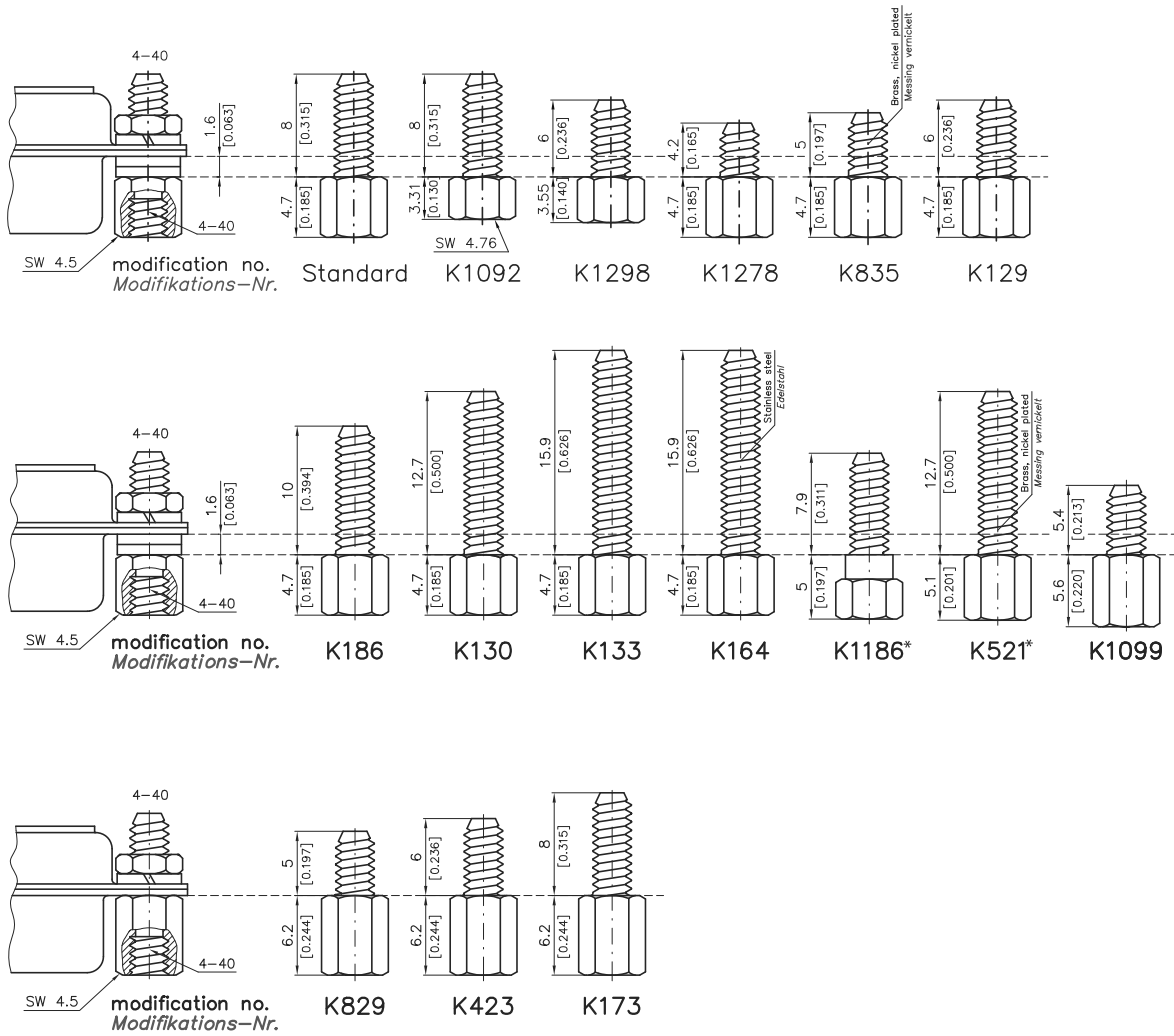 4-40
1.6
[0.063]
8
[0.315]
4.7
[0.185]
8
[0.315]
3.31
[0.130]
6
[0.236]
3.55
[0.140]
4.2
[0.165]
4.7
[0.185]
5
[0.197]
4.7
[0.185]
Brass, nickel plated
Messing vernickelt
6
[0.236]
4.7
[0.185]
4-40
SW 4.5
SW 4.76
modification no.
Modifikations-Nr.
Standard
K1092
K1298
K1278
K835
K129
4-40
1.6
[0.063]
10
[0.394]
4.7
[0.185]
12.7
[0.500]
4.7
[0.185]
15.9
[0.626]
4.7
[0.185]
15.9
[0.626]
4.7
[0.185]
Stainless steel
Edelstahl
7.9
[0.311]
5
[0.197]
12.7
[0.500]
5.1
[0.201]
Brass, nickel plated
Messing vernickelt
5.4
[0.213]
5.6
[0.220]
4-40
SW 4.5
modification no.
Modifikations-Nr.
K186
K130
K133
K164
K1186*
K521*
K1099
4-40
5
[0.197]
6.2
[0.244]
6
[0.236]
6.2
[0.244]
8
[0.315]
6.2
[0.244]
4-40
SW 4.5
modification no.
Modifikations-Nr.
K829
K423
K173